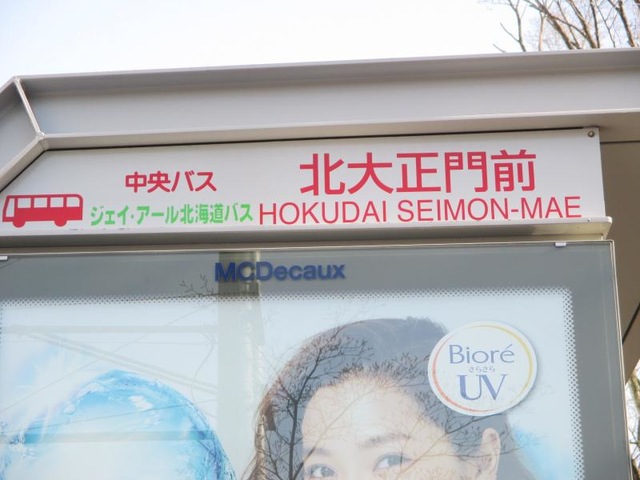 中央バス
ジェイ・アール北海道バス
北大正門前
HOKUDAI SEIMON-MAE
MCDecaux
Bioré
さらさら
UV